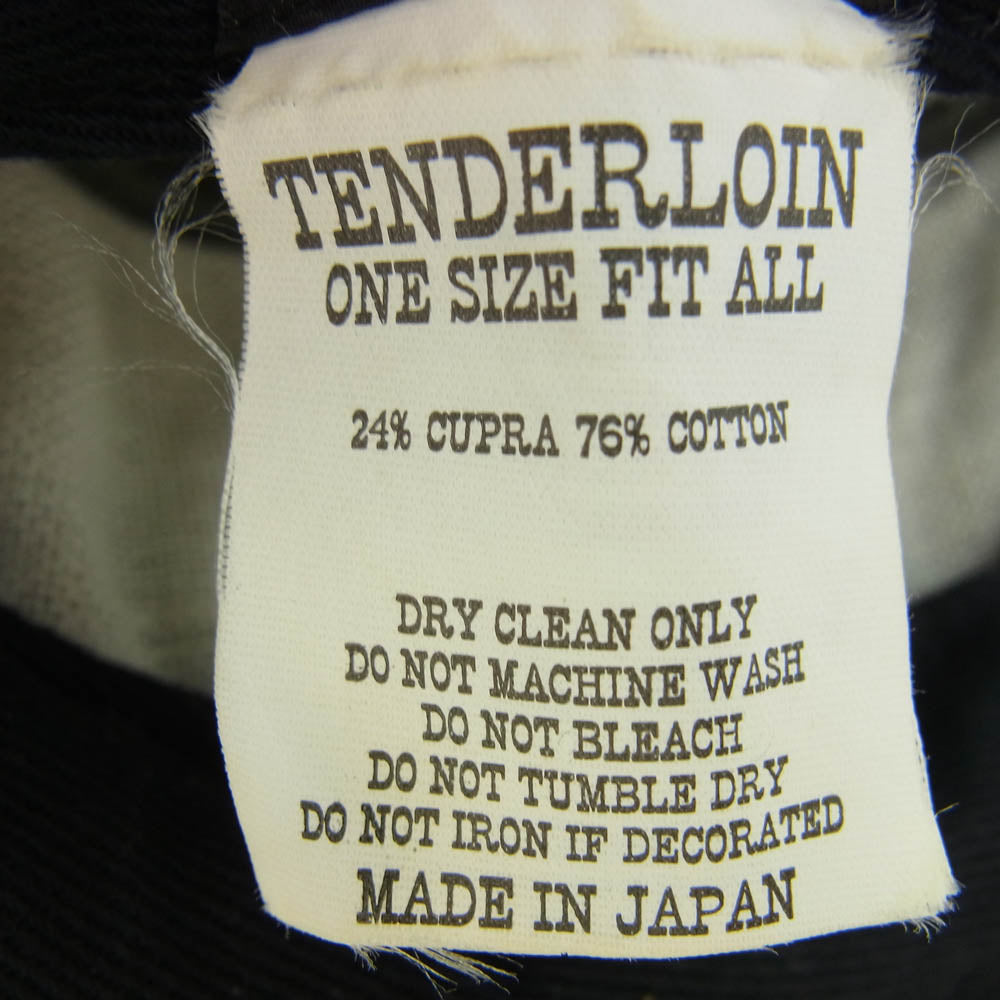 TENDERLOIN
ONE SIZE FIT ALL
24% CUPRA 76% COTTON
DRY CLEAN ONLY
DO NOT MACHINE WASH
DO NOT BLEACH
DO NOT TUMBLE DRY
DO NOT IRON IF DECORATED
MADE IN JAPAN